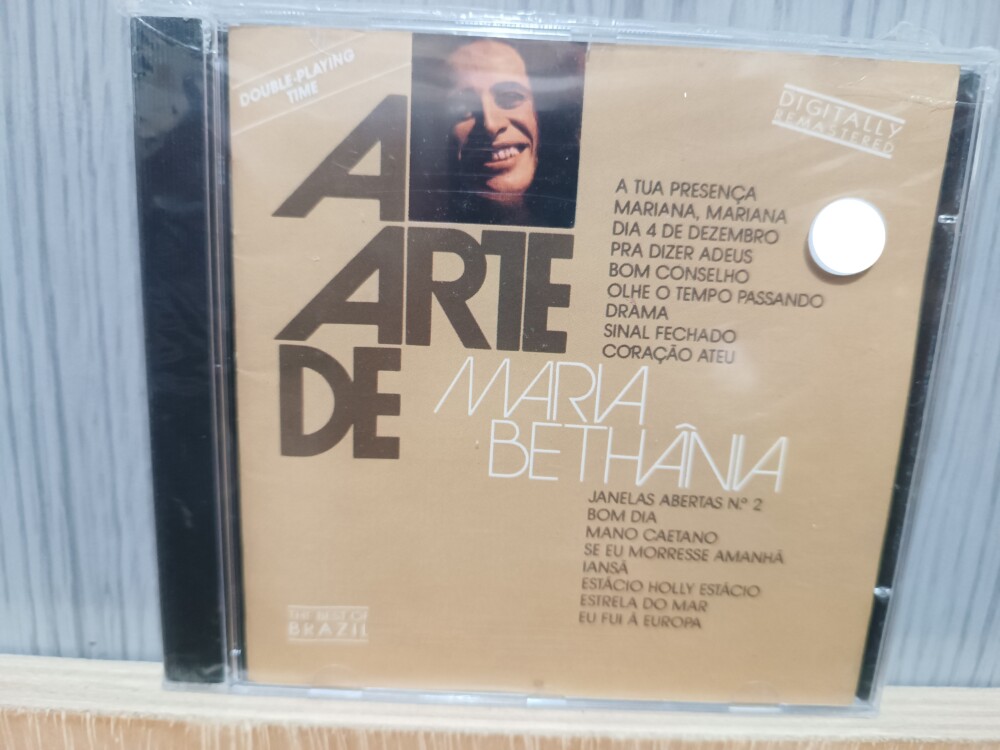 DOUBLE-PLAYING
TIME
A
ARTE
DE
MARIA
BETHÂNIA
DIGITALLY
REMASTERED
A TUA PRESENÇA
MARIANA, MARIANA
DIA 4 DE DEZEMBRO
PRA DIZER ADEUS
BOM CONSELHO
OLHE O TEMPO PASSANDO
DRAMA
SINAL FECHADO
CORAÇÃO ATEU
JANELAS ABERTAS N.º 2
BOM DIA
MANO CAETANO
SE EU MORRESSE AMANHÃ
IANSÃ
ESTÁCIO HOLLY ESTÁCIO
ESTRELA DO MAR
EU FUI À EUROPA
THE BEST OF
BRAZIL